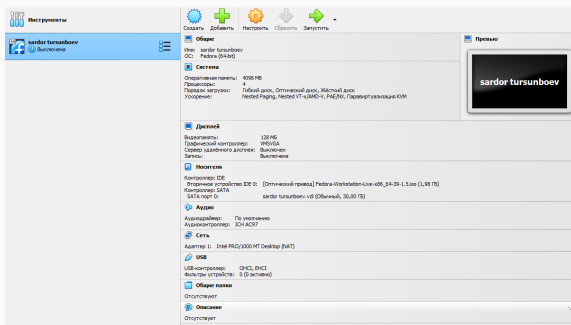 Инструменты
Создать Добавить Настроить Сбросить Запустить
sardor tursunboev
Выключена
Общие
Имя: sardor tursunboev
ОС: Fedora (64-bit)
Превью
sardor tursunboev
Система
Оперативная память: 4096 МБ
Процессоры: 4
Порядок загрузки: Гибкий диск, Оптический диск, Жёсткий диск
Ускорение: Nested Paging, Nested VT-x/AMD-V, PAE/NX, Паравиртуализация KVM
Дисплей
Видеопамять: 128 МБ
Графический контроллер: VMSVGA
Сервер удалённого дисплея: Выключен
Запись: Выключена
Носители
Контроллер: IDE
Вторичное устройство IDE 0: [Оптический привод] Fedora-Workstation-Live-x86_64-39-1.5.iso (1,98 ГБ)
Контроллер: SATA
SATA порт 0: sardor tursunboev.vdi (Обычный, 30,00 ГБ)
Аудио
Аудиодрайвер: По умолчанию
Аудиоконтроллер: ICH AC97
Сеть
Адаптер 1: Intel PRO/1000 MT Desktop (NAT)
USB
USB-контроллер: OHCI, EHCI
Фильтры устройств: 0 (0 активно)
Общие папки
Отсутствуют
Описание
Отсутствует